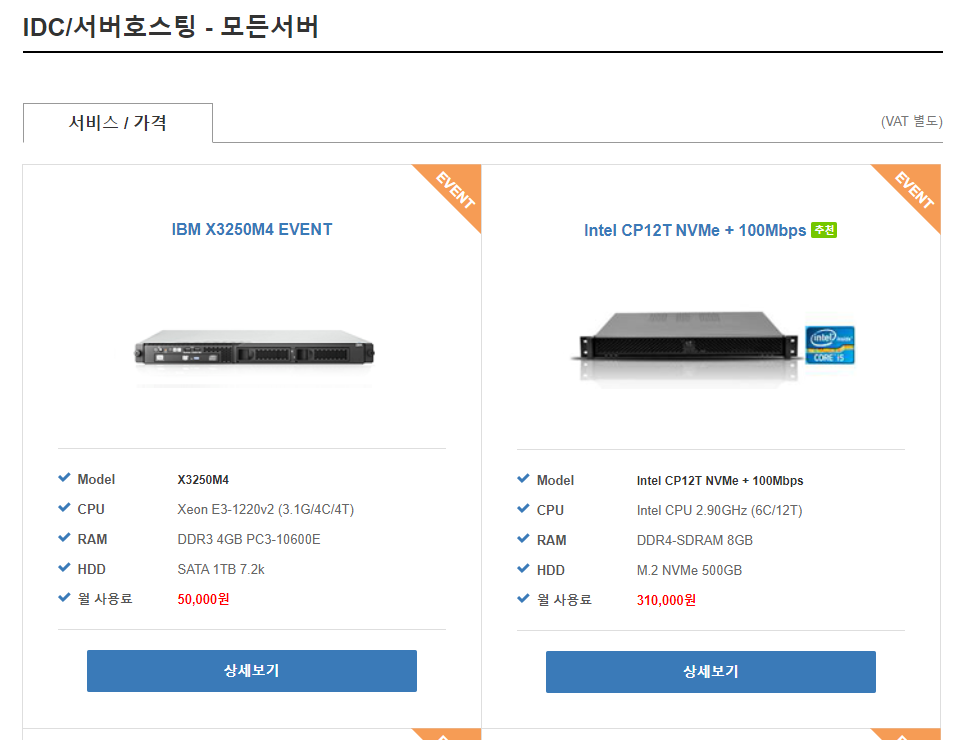 IDC/서버호스팅 - 모든서버
서비스 / 가격
(VAT 별도)
EVENT
IBM X3250M4 EVENT
Model X3250M4
CPU Xeon E3-1220v2 (3.1G/4C/4T)
RAM DDR3 4GB PC3-10600E
HDD SATA 1TB 7.2k
월 사용료 50,000원
상세보기
EVENT
Intel CP12T NVMe + 100Mbps 추천
intel inside
CORE i5
Model Intel CP12T NVMe + 100Mbps
CPU Intel CPU 2.90GHz (6C/12T)
RAM DDR4-SDRAM 8GB
HDD M.2 NVMe 500GB
월 사용료 310,000원
상세보기